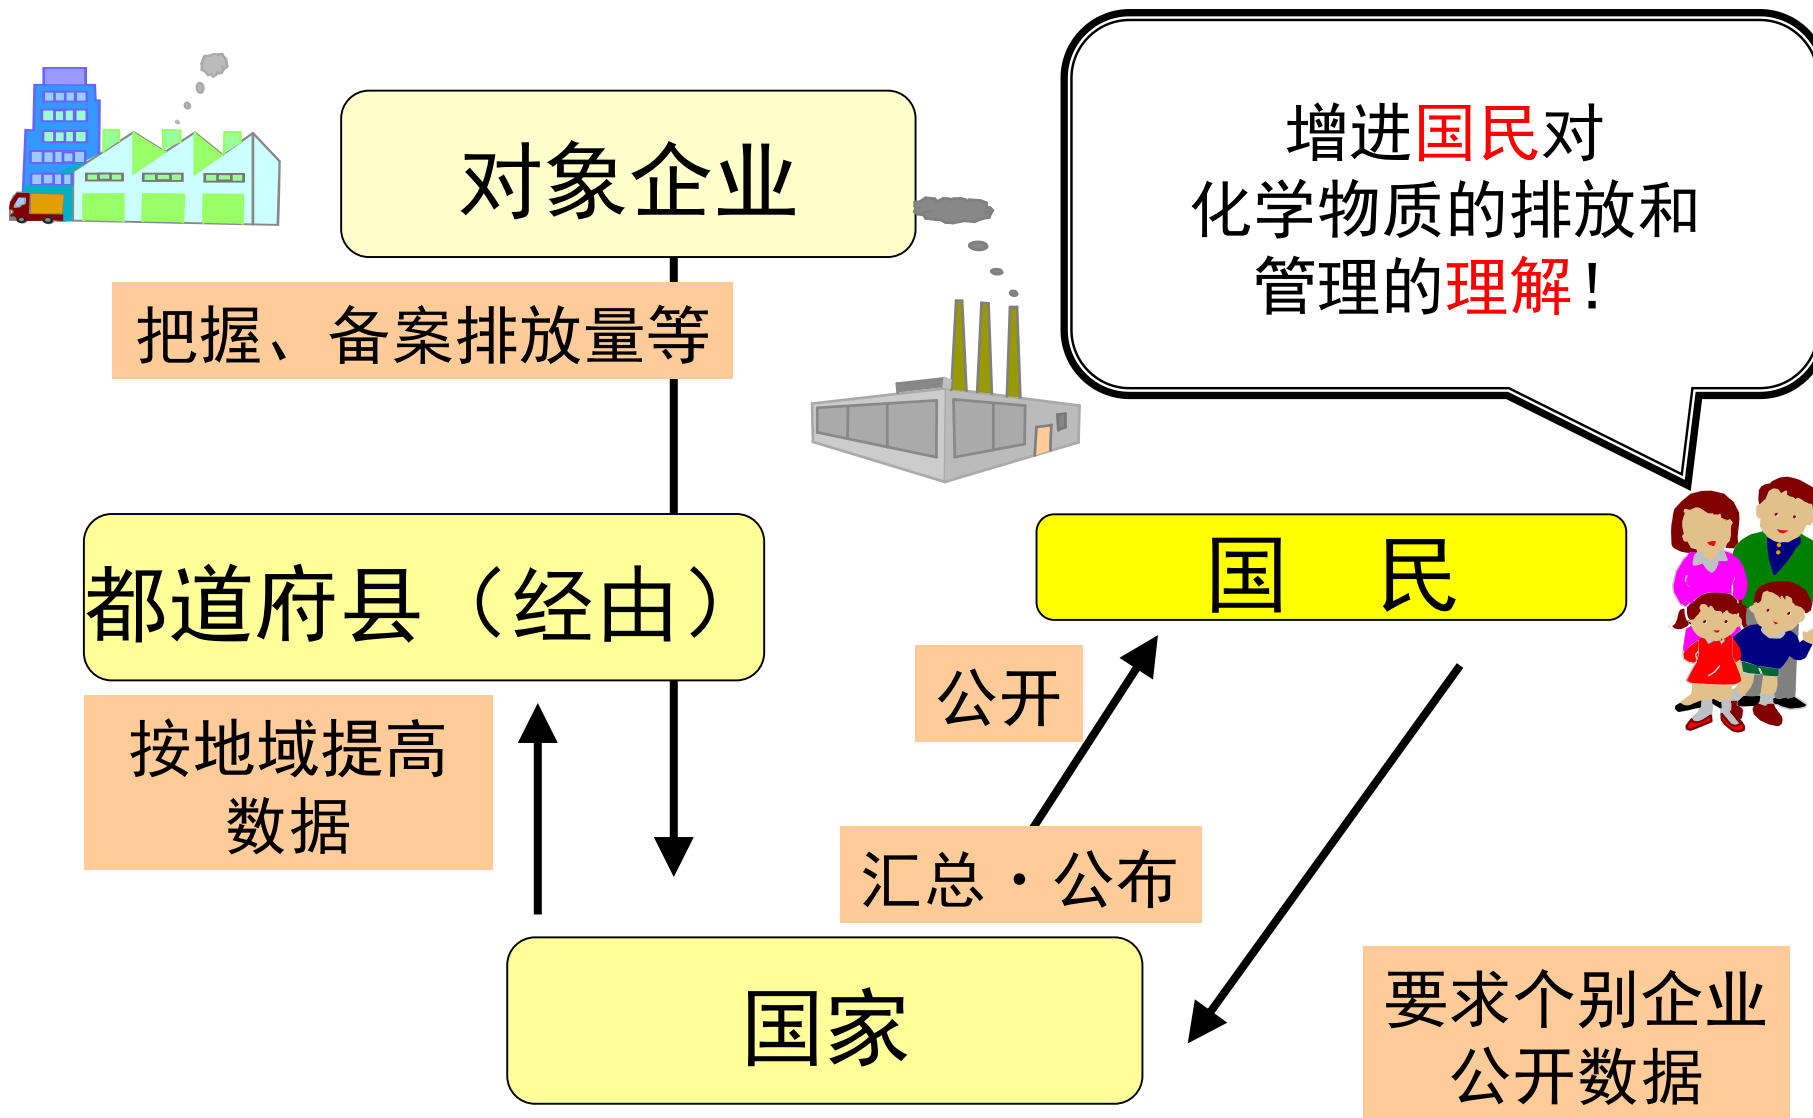 对象企业
增进国民对
化学物质的排放和
管理的理解！
把握、备案排放量等
都道府县（经由）
国　民
公开
按地域提高
数据
汇总・公布
国家
要求个别企业
公开数据